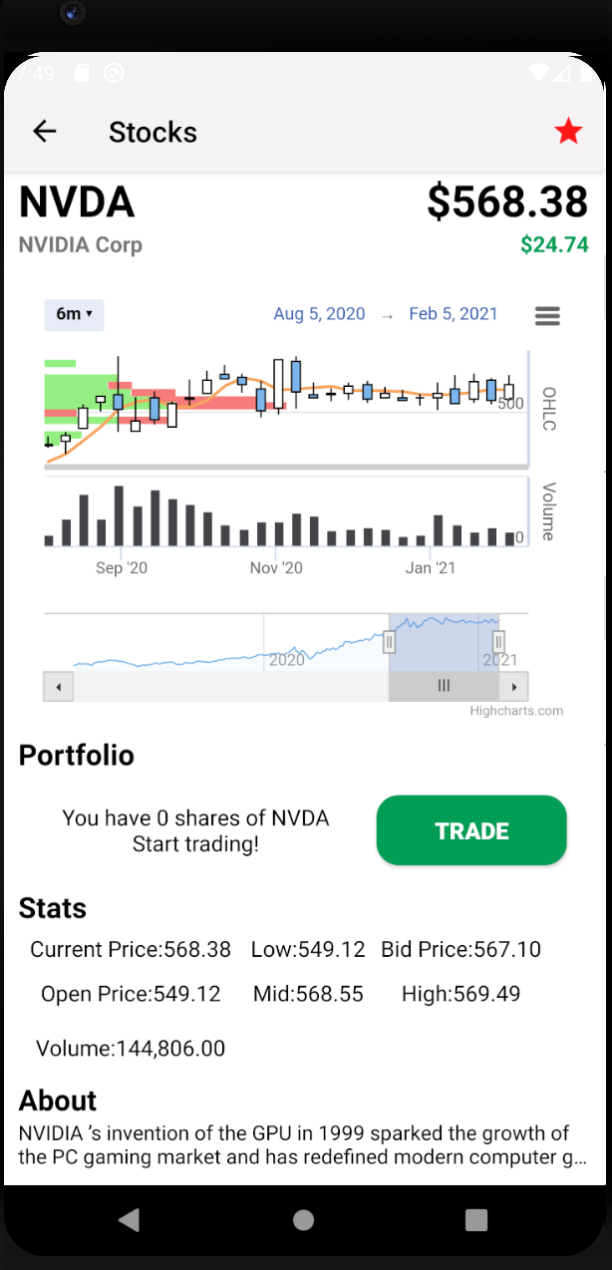 7:49
Stocks
NVDA $568.38
NVIDIA Corp $24.74
6m ▾ Aug 5, 2020 → Feb 5, 2021
500
OHLC
Volume
0
Sep '20 Nov '20 Jan '21
2020 2021
Highcharts.com
Portfolio
You have 0 shares of NVDA
Start trading!
TRADE
Stats
Current Price:568.38 Low:549.12 Bid Price:567.10
Open Price:549.12 Mid:568.55 High:569.49
Volume:144,806.00
About
NVIDIA 's invention of the GPU in 1999 sparked the growth of
the PC gaming market and has redefined modern computer g...